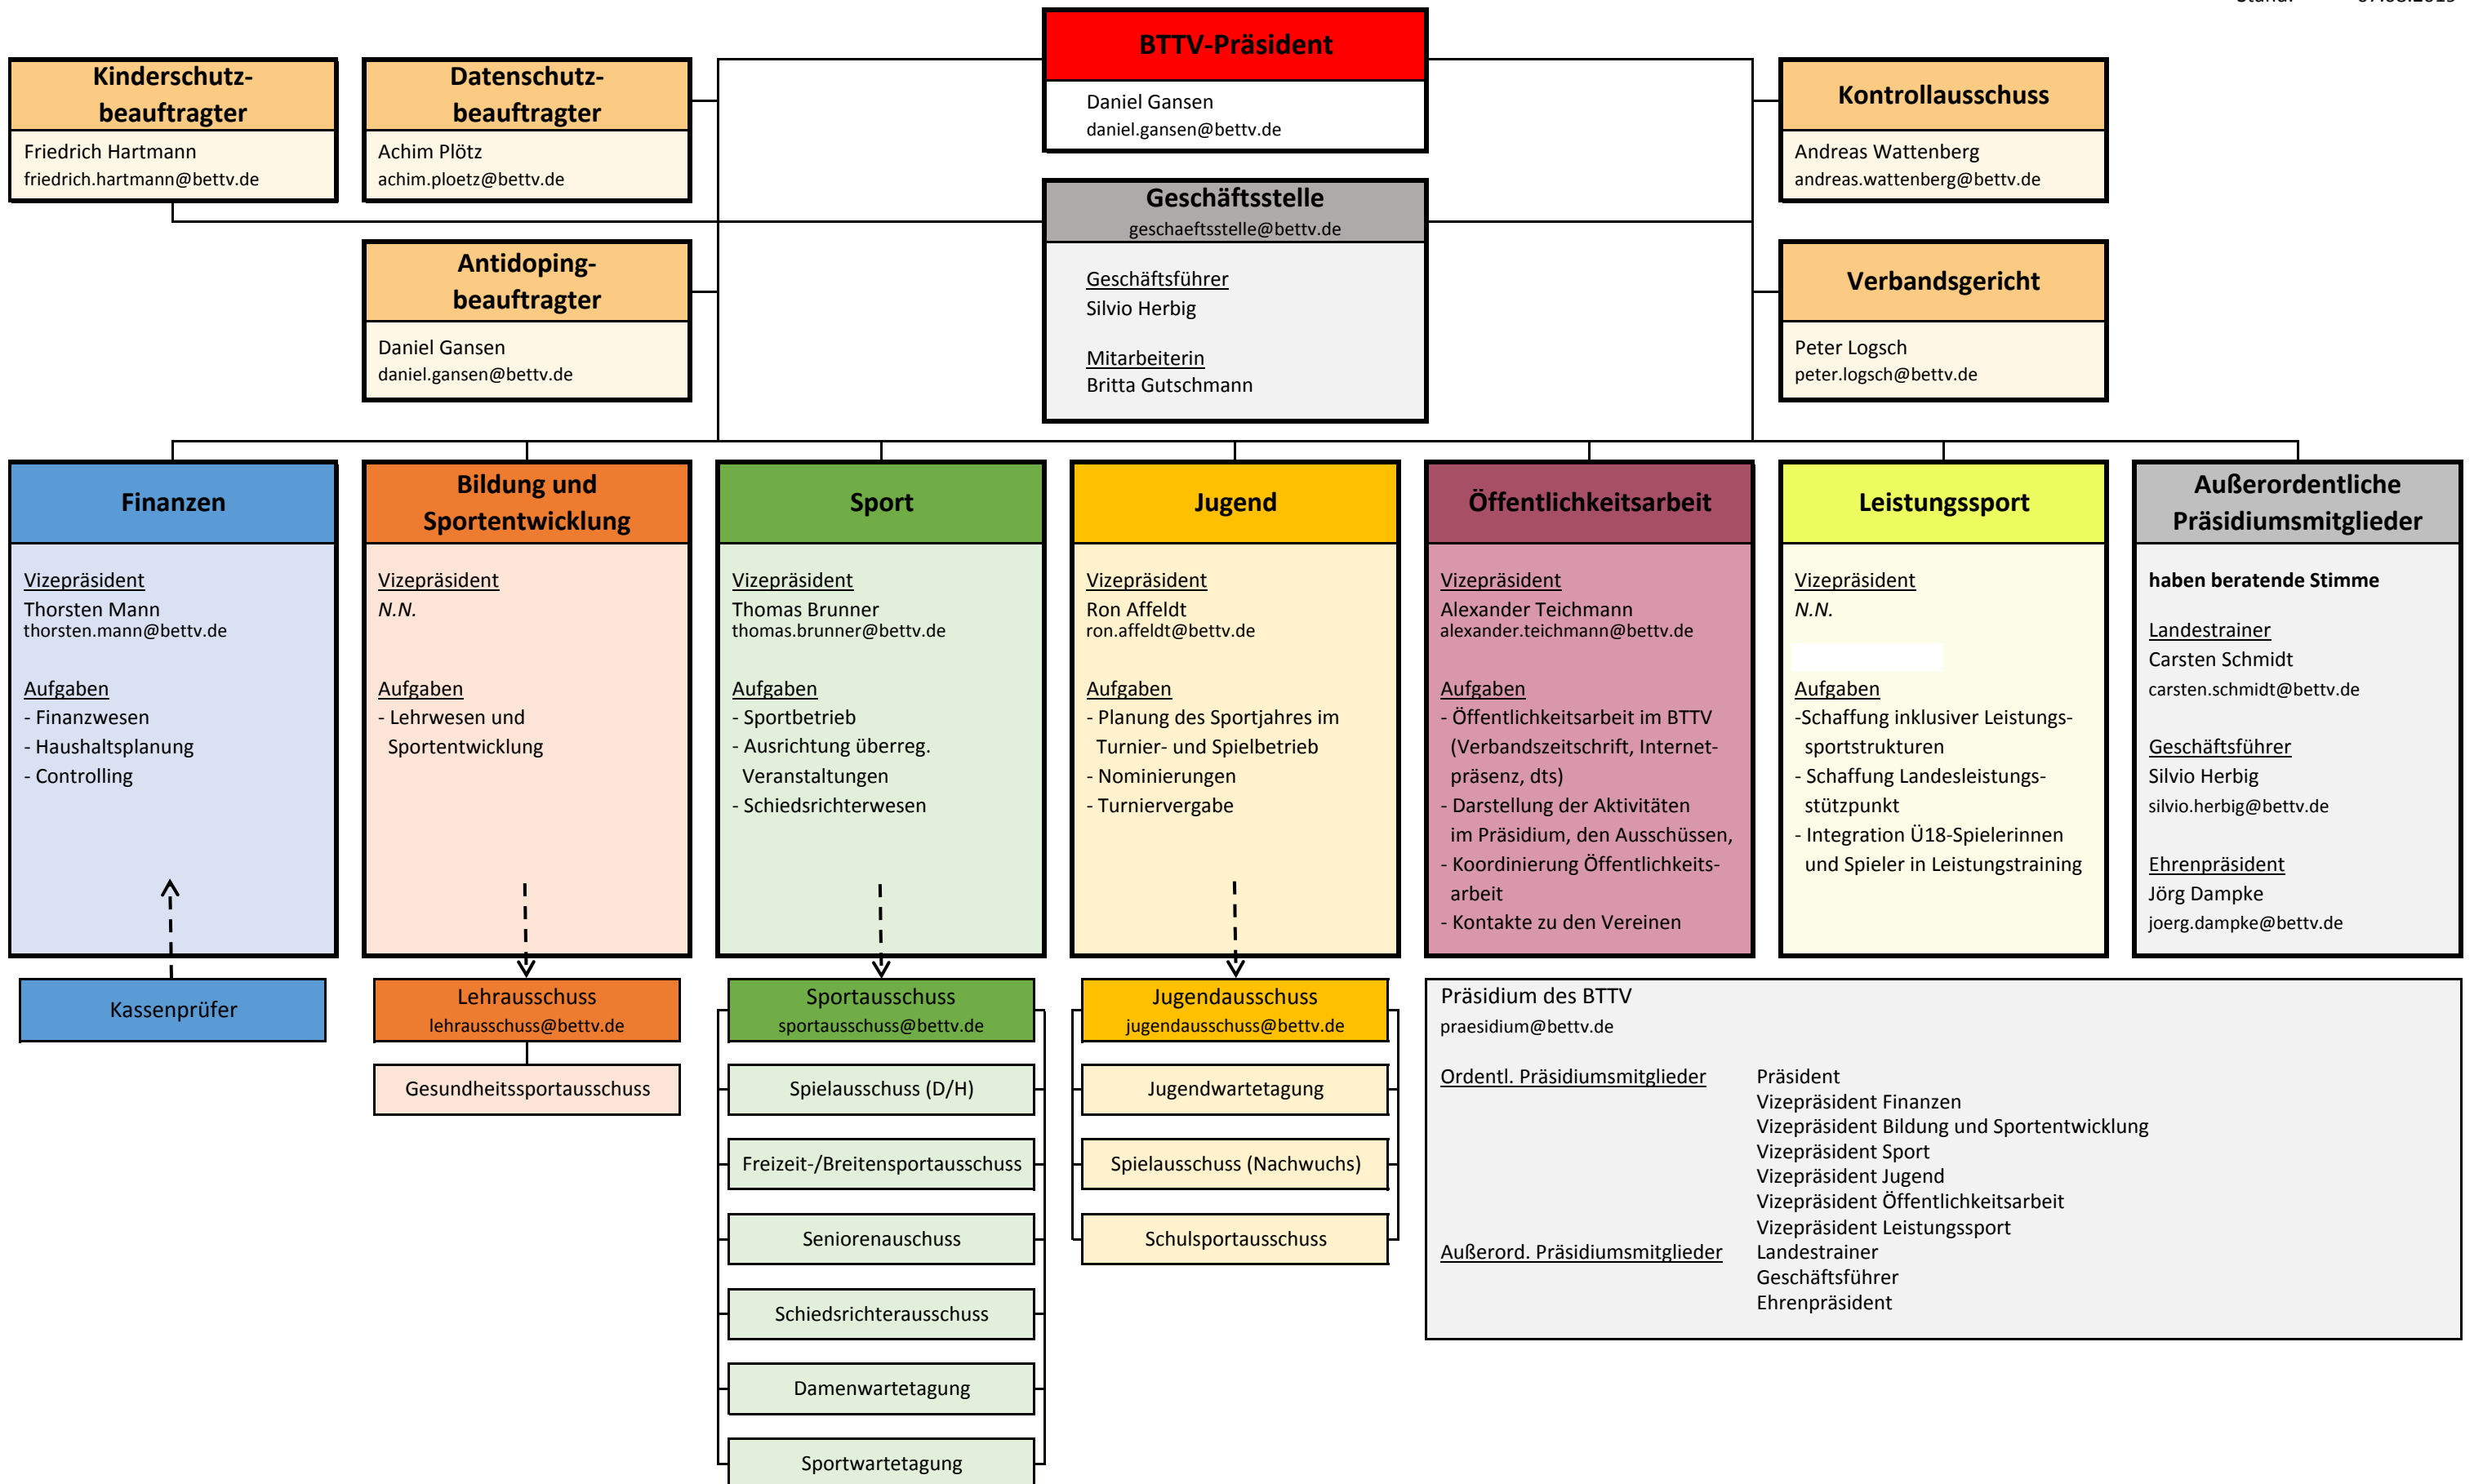 Stand: 07.08.2019
BTTV-Präsident
Daniel Gansen
daniel.gansen@bettv.de
Kinderschutz-
beauftragter
Friedrich Hartmann
friedrich.hartmann@bettv.de
Datenschutz-
beauftragter
Achim Plötz
achim.ploetz@bettv.de
Kontrollausschuss
Andreas Wattenberg
andreas.wattenberg@bettv.de
Geschäftsstelle
geschaeftsstelle@bettv.de
Geschäftsführer
Silvio Herbig
Mitarbeiterin
Britta Gutschmann
Antidoping-
beauftragter
Daniel Gansen
daniel.gansen@bettv.de
Verbandsgericht
Peter Logsch
peter.logsch@bettv.de
Finanzen
Vizepräsident
Thorsten Mann
thorsten.mann@bettv.de
Aufgaben
- Finanzwesen
- Haushaltsplanung
- Controlling
Kassenprüfer
Bildung und
Sportentwicklung
Vizepräsident
N.N.
Aufgaben
- Lehrwesen und
Sportentwicklung
Lehrausschuss
lehrausschuss@bettv.de
Gesundheitssportausschuss
Sport
Vizepräsident
Thomas Brunner
thomas.brunner@bettv.de
Aufgaben
- Sportbetrieb
- Ausrichtung überreg.
Veranstaltungen
- Schiedsrichterwesen
Sportausschuss
sportausschuss@bettv.de
Spielausschuss (D/H)
Freizeit-/Breitensportausschuss
Seniorenauschuss
Schiedsrichterausschuss
Damenwartetagung
Sportwartetagung
Jugend
Vizepräsident
Ron Affeldt
ron.affeldt@bettv.de
Aufgaben
- Planung des Sportjahres im
Turnier- und Spielbetrieb
- Nominierungen
- Turniervergabe
Jugendausschuss
jugendausschuss@bettv.de
Jugendwartetagung
Spielausschuss (Nachwuchs)
Schulsportausschuss
Öffentlichkeitsarbeit
Vizepräsident
Alexander Teichmann
alexander.teichmann@bettv.de
Aufgaben
- Öffentlichkeitsarbeit im BTTV
(Verbandszeitschrift, Internet-
präsenz, dts)
- Darstellung der Aktivitäten
im Präsidium, den Ausschüssen,
- Koordinierung Öffentlichkeits-
arbeit
- Kontakte zu den Vereinen
Leistungssport
Vizepräsident
N.N.
Aufgaben
-Schaffung inklusiver Leistungs-
sportstrukturen
- Schaffung Landesleistungs-
stützpunkt
- Integration Ü18-Spielerinnen
und Spieler in Leistungstraining
Außerordentliche
Präsidiumsmitglieder
haben beratende Stimme
Landestrainer
Carsten Schmidt
carsten.schmidt@bettv.de
Geschäftsführer
Silvio Herbig
silvio.herbig@bettv.de
Ehrenpräsident
Jörg Dampke
joerg.dampke@bettv.de
Präsidium des BTTV
praesidium@bettv.de
Ordentl. Präsidiumsmitglieder Präsident
Vizepräsident Finanzen
Vizepräsident Bildung und Sportentwicklung
Vizepräsident Sport
Vizepräsident Jugend
Vizepräsident Öffentlichkeitsarbeit
Vizepräsident Leistungssport
Außerord. Präsidiumsmitglieder Landestrainer
Geschäftsführer
Ehrenpräsident